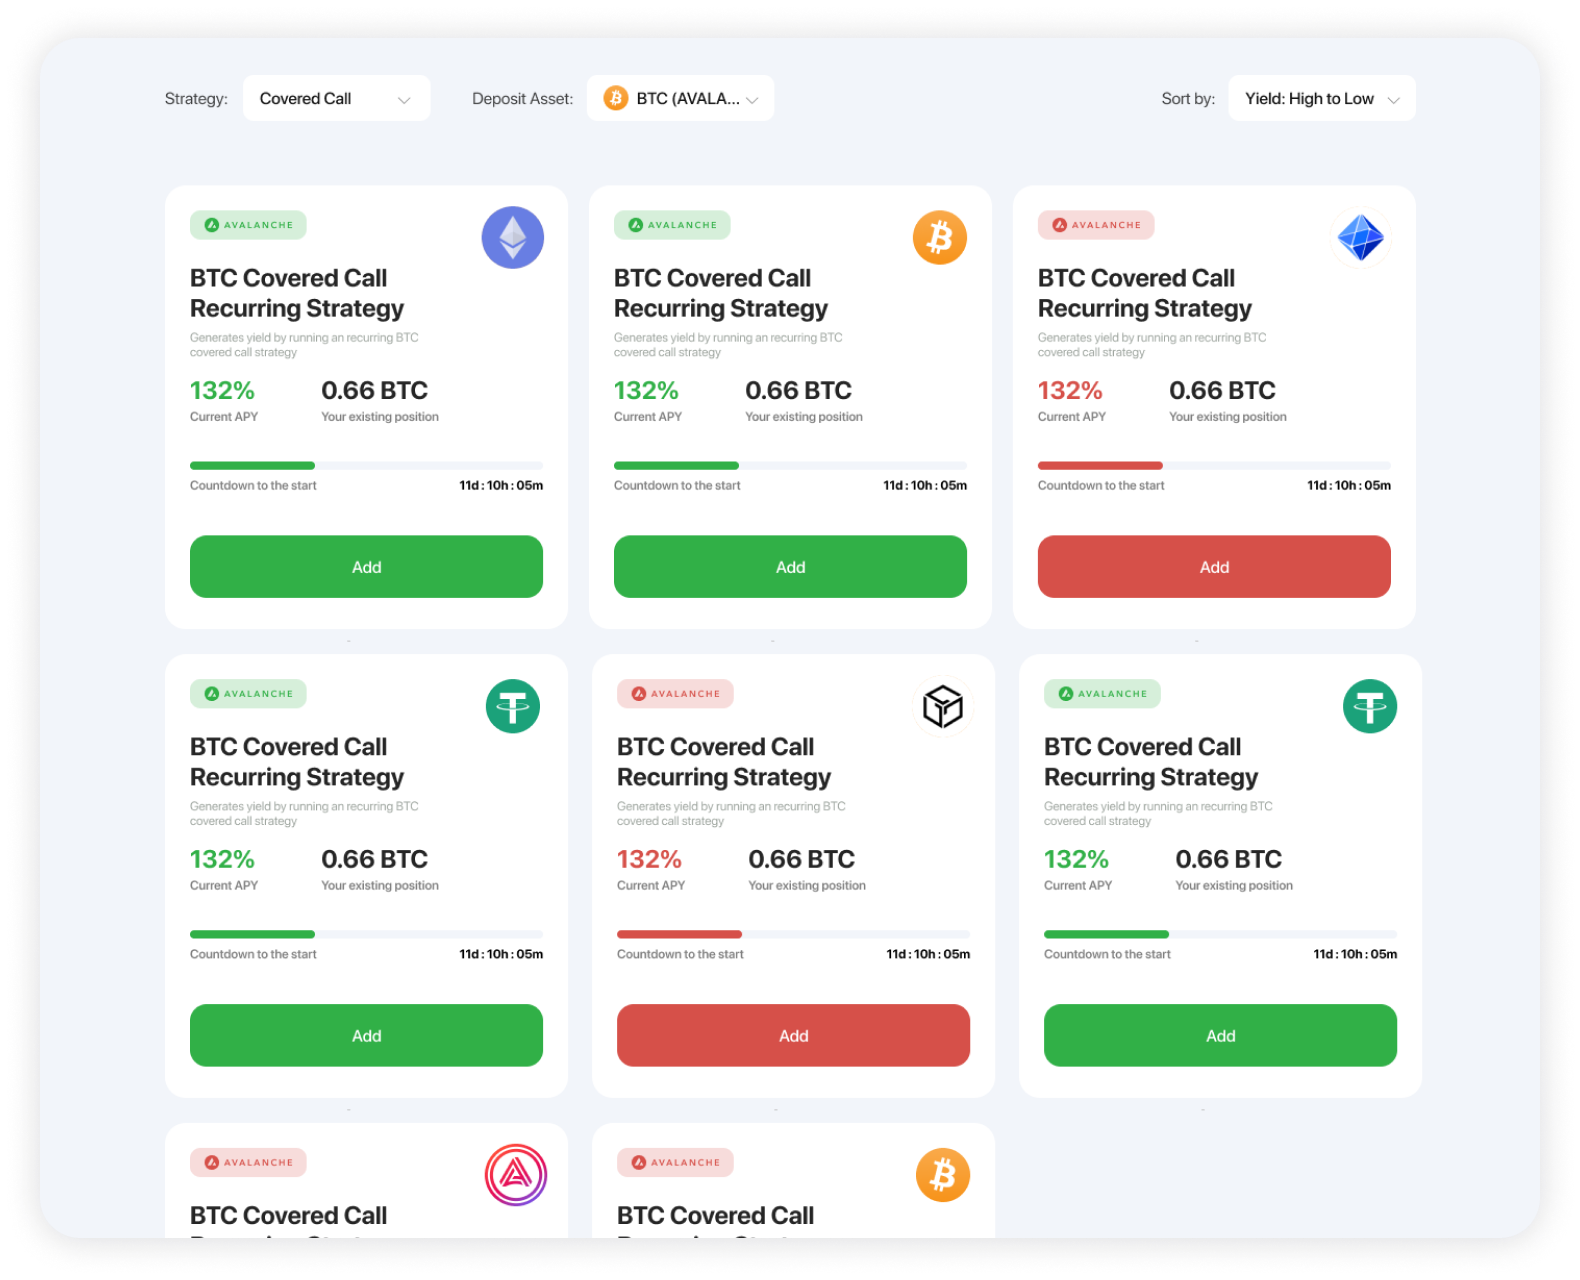 Strategy: Covered Call Deposit Asset: BTC (AVALA... Sort by: Yield: High to Low
AVALANCHE
BTC Covered Call
Recurring Strategy
Generates yield by running an recurring BTC
covered call strategy
132% 0.66 BTC
Current APY Your existing position
Countdown to the start 11d : 10h : 05m
Add
AVALANCHE
BTC Covered Call
Recurring Strategy
Generates yield by running an recurring BTC
covered call strategy
132% 0.66 BTC
Current APY Your existing position
Countdown to the start 11d : 10h : 05m
Add
AVALANCHE
BTC Covered Call
Recurring Strategy
Generates yield by running an recurring BTC
covered call strategy
132% 0.66 BTC
Current APY Your existing position
Countdown to the start 11d : 10h : 05m
Add
AVALANCHE
BTC Covered Call
Recurring Strategy
Generates yield by running an recurring BTC
covered call strategy
132% 0.66 BTC
Current APY Your existing position
Countdown to the start 11d : 10h : 05m
Add
AVALANCHE
BTC Covered Call
Recurring Strategy
Generates yield by running an recurring BTC
covered call strategy
132% 0.66 BTC
Current APY Your existing position
Countdown to the start 11d : 10h : 05m
Add
AVALANCHE
BTC Covered Call
Recurring Strategy
Generates yield by running an recurring BTC
covered call strategy
132% 0.66 BTC
Current APY Your existing position
Countdown to the start 11d : 10h : 05m
Add
AVALANCHE
BTC Covered Call
AVALANCHE
BTC Covered Call